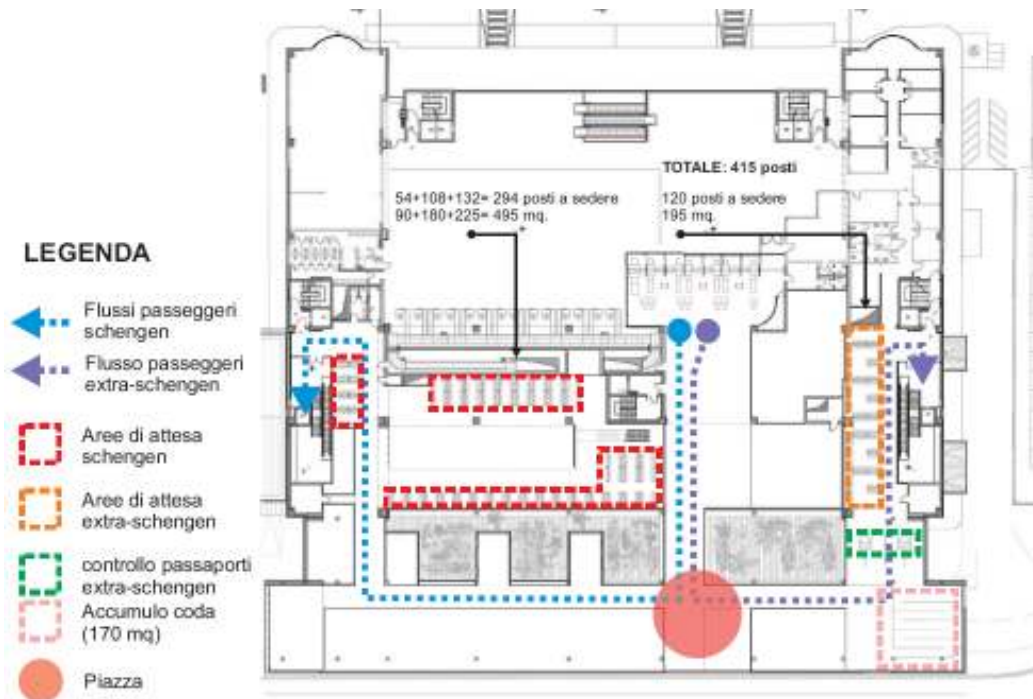 TOTALE: 415 posti
54+108+132= 294 posti a sedere
90+180+225= 495 mq.
120 posti a sedere
195 mq.
LEGENDA
Flussi passeggeri
schengen
Flusso passeggeri
extra-schengen
Aree di attesa
schengen
Aree di attesa
extra-schengen
controllo passaporti
extra-schengen
Accumulo coda
(170 mq)
Piazza